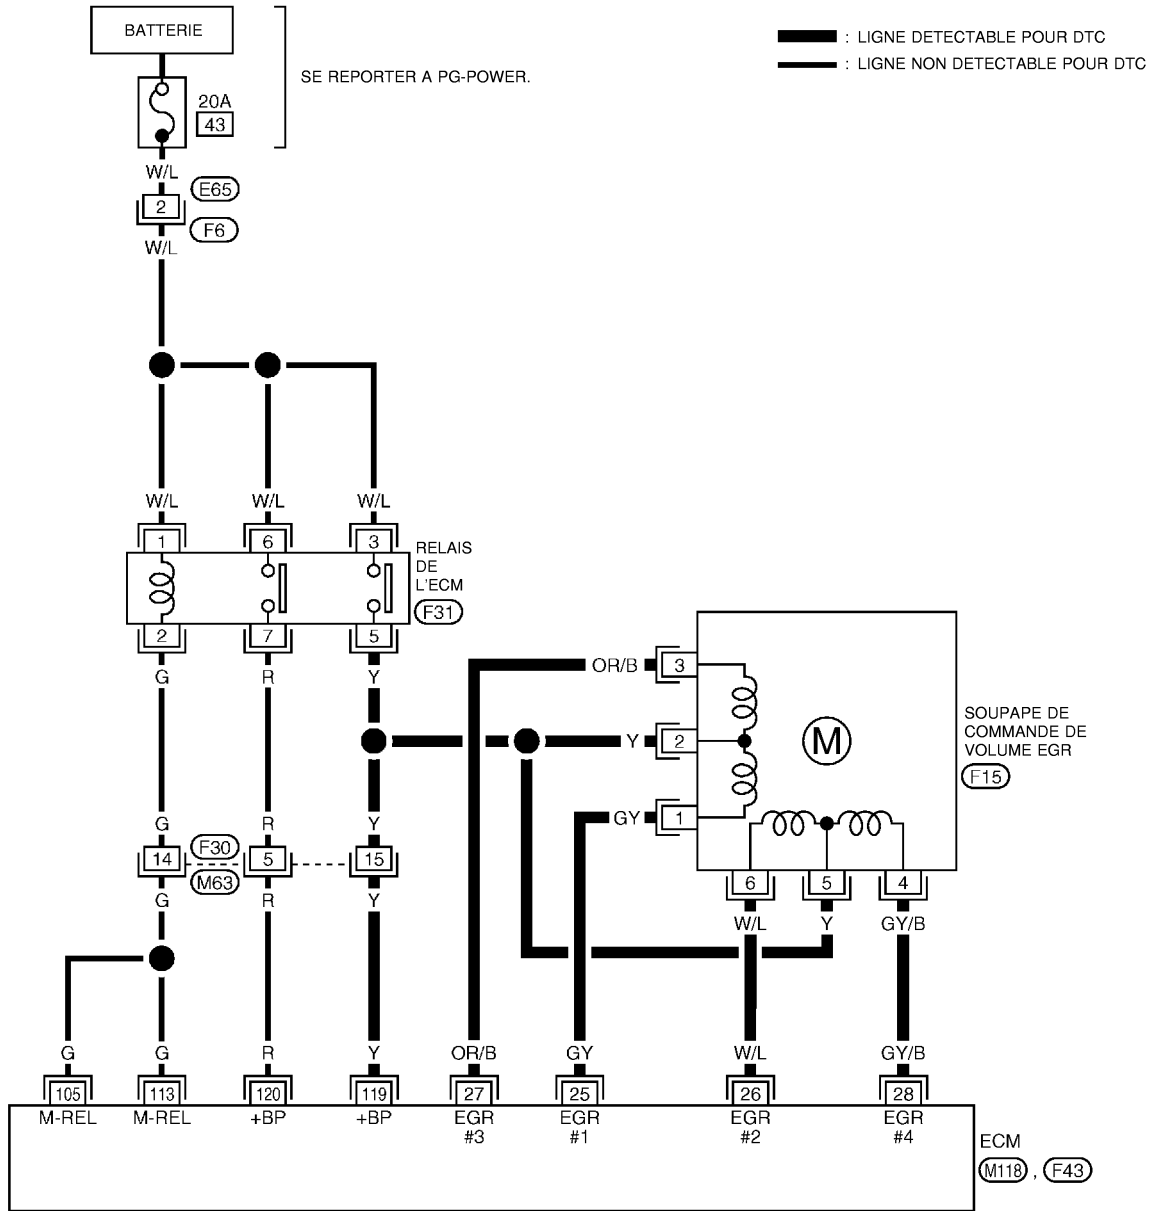 BATTERIE
: LIGNE DETECTABLE POUR DTC
: LIGNE NON DETECTABLE POUR DTC
SE REPORTER A PG-POWER.
20A
43
W/L
E65
2
F6
W/L
W/L W/L W/L
1 6 3
RELAIS
DE
L'ECM
F31
2 7 5
G R Y
OR/B 3
Y 2
GY 1
M
SOUPAPE DE
COMMANDE DE
VOLUME EGR
F15
G R Y
14 F30 5 15
M63
G R Y
6 5 4
W/L Y GY/B
G G R Y OR/B GY W/L GY/B
105 113 120 119 27 25 26 28
M-REL M-REL +BP +BP EGR EGR EGR EGR
#3 #1 #2 #4
ECM
M118 , F43